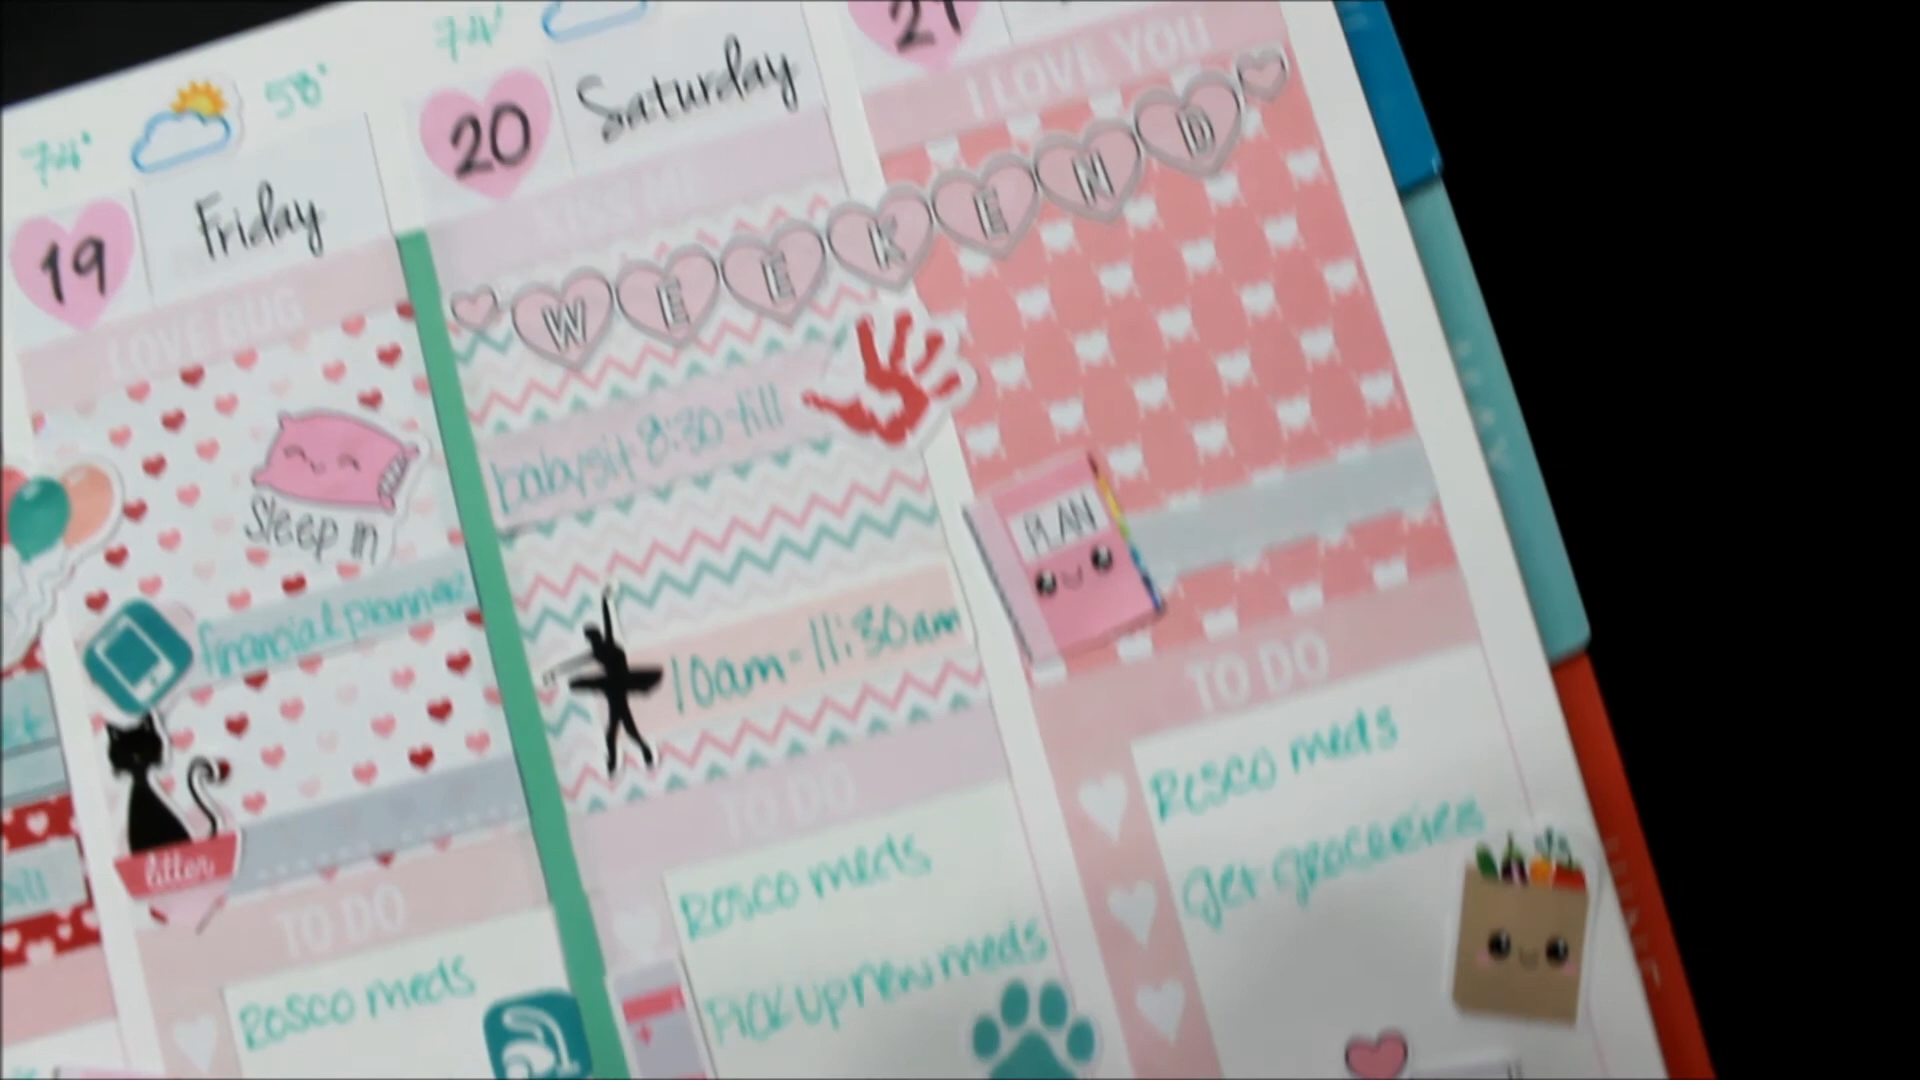 74°
58°
19
Friday
LOVE BUG
Sleep in
financial planner
litter
TO DO
Rosco meds
74°
20
Saturday
KISS ME
WEEKEND
babysit 8:30-till
10am-11:30am
TO DO
Rosco meds
Pick up new meds
21
I LOVE YOU
PLAN
TO DO
Rosco meds
get groceries